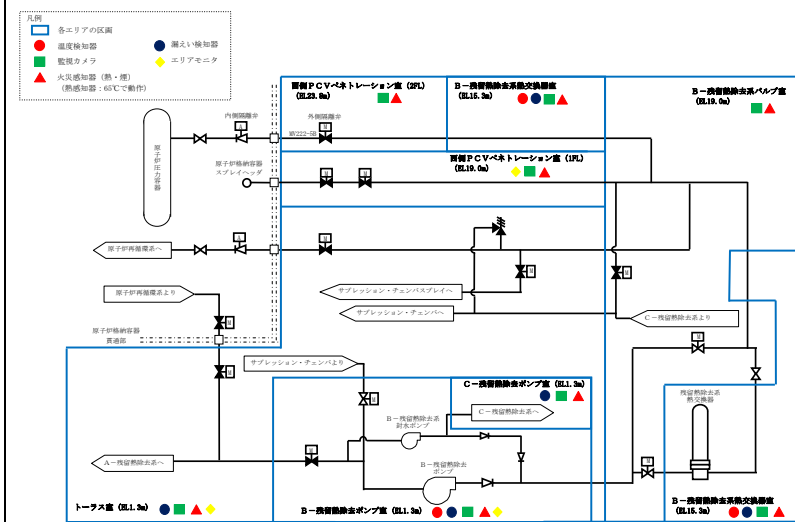 凡例
各エリアの区画
温度検知器
漏えい検知器
監視カメラ
エリアモニタ
火災感知器（熱・煙）
（熱感知器：65℃で動作）
西側PCVペネトレーション室（2FL）
(EL23.8m)
B－残留熱除去系熱交換器室
(EL15.3m)
B－残留熱除去系バルブ室
(EL19.0m)
内側隔離弁
外側隔離弁
A
M
MV222-5B
原子炉圧力容器
西側PCVペネトレーション室（1FL）
(EL19.0m)
原子炉格納容器
スプレイヘッダ
M
M
原子炉再循環系へ
A
M
M
M
サプレッション・チェンバスプレイへ
原子炉再循環系より
サプレッション・チェンバへ
C－残留熱除去系より
M
原子炉格納容器
貫通部
M
サプレッション・チェンバより
M
M
C－残留熱除去ポンプ室（EL1.3m）
残留熱除去系
熱交換器
B－残留熱除去系
封水ポンプ
C－残留熱除去系へ
A－残留熱除去系へ
M
B－残留熱除去
ポンプ
M
トーラス室（EL1.3m）
B－残留熱除去ポンプ室（EL1.3m）
B－残留熱除去系熱交換器室
(EL15.3m)